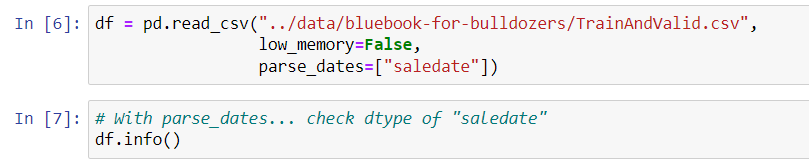 In [6]: df = pd.read_csv("../data/bluebook-for-bulldozers/TrainAndValid.csv",
low_memory=False,
parse_dates=["saledate"])
In [7]: # With parse_dates... check dtype of "saledate"
df.info()